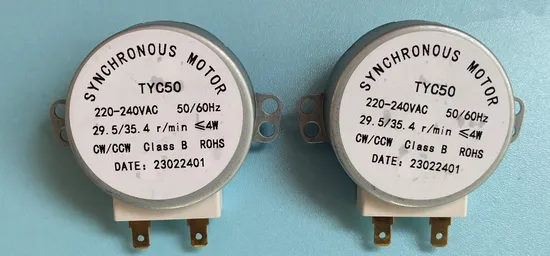 SYNCHRONOUS MOTOR
TYC50
220-240VAC 50/60Hz
29.5/35.4 r/min ≤4W
CW/CCW Class B ROHS
DATE: 23022401
SYNCHRONOUS MOTOR
TYC50
220-240VAC 50/60Hz
29.5/35.4 r/min ≤4W
CW/CCW Class B ROHS
DATE: 23022401